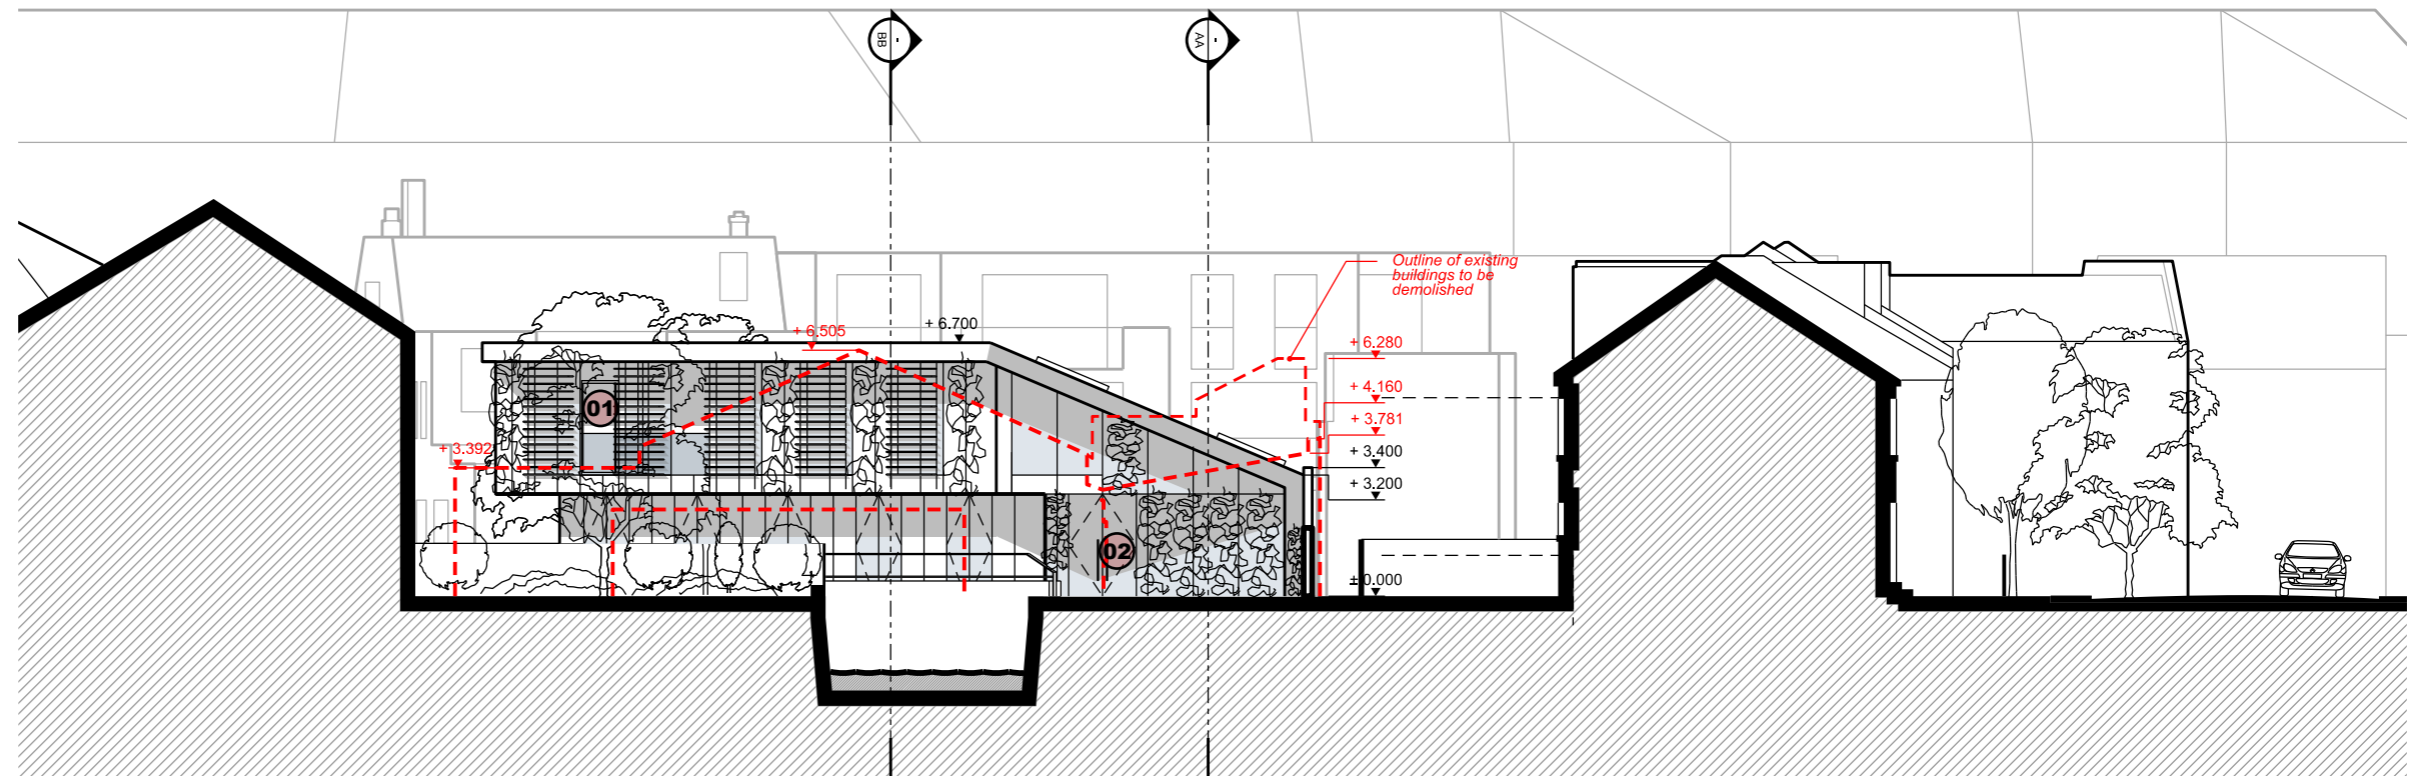 BB -
AA -
Outline of existing
buildings to be
demolished
+ 6.505
+ 6.700
+ 6.280
+ 4.160
+ 3.781
+ 3.400
+ 3.200
+ 3.392
01
02
+ 0.000